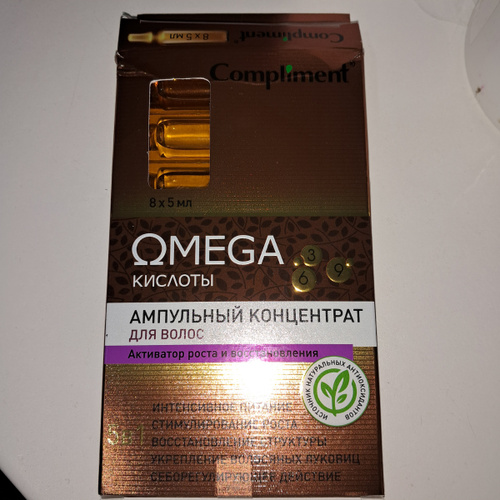 8 x 5 мл
Compliment
Compliment
8 x 5 мл
ΩMEGA
КИСЛОТЫ
3
6
9
АМПУЛЬНЫЙ КОНЦЕНТРАТ
ДЛЯ ВОЛОС
Активатор роста и восстановления
ИСТОЧНИК НАТУРАЛЬНЫХ АНТИОКСИДАНТОВ
5в1
ИНТЕНСИВНОЕ ПИТАНИЕ
СТИМУЛИРОВАНИЕ РОСТА
ВОССТАНОВЛЕНИЕ СТРУКТУРЫ
УКРЕПЛЕНИЕ ВОЛОСЯНЫХ ЛУКОВИЦ
СЕБОРЕГУЛИРУЮЩЕЕ ДЕЙСТВИЕ